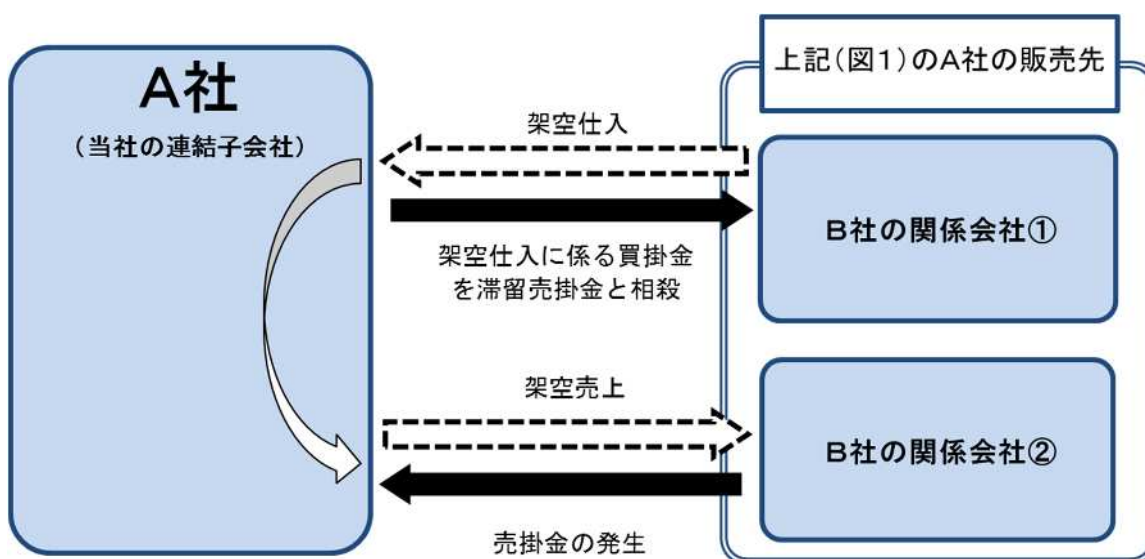 A社
（当社の連結子会社）
上記（図１）のA社の販売先
架空仕入
B社の関係会社①
架空仕入に係る買掛金
を滞留売掛金と相殺
架空売上
B社の関係会社②
売掛金の発生